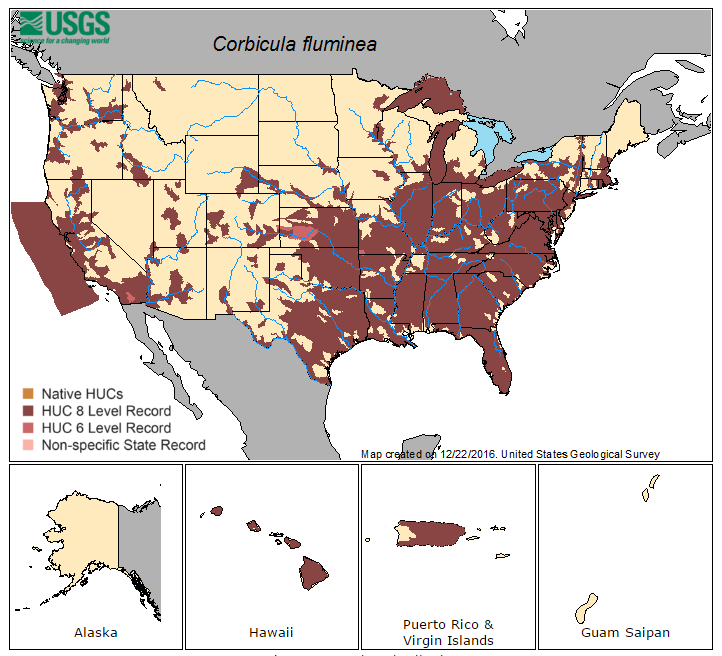 USGS
science for a changing world
Corbicula fluminea
Native HUCs
HUC 8 Level Record
HUC 6 Level Record
Non-specific State Record
Map created on 12/22/2016. United States Geological Survey
Alaska
Hawaii
Puerto Rico &
Virgin Islands
Guam Saipan